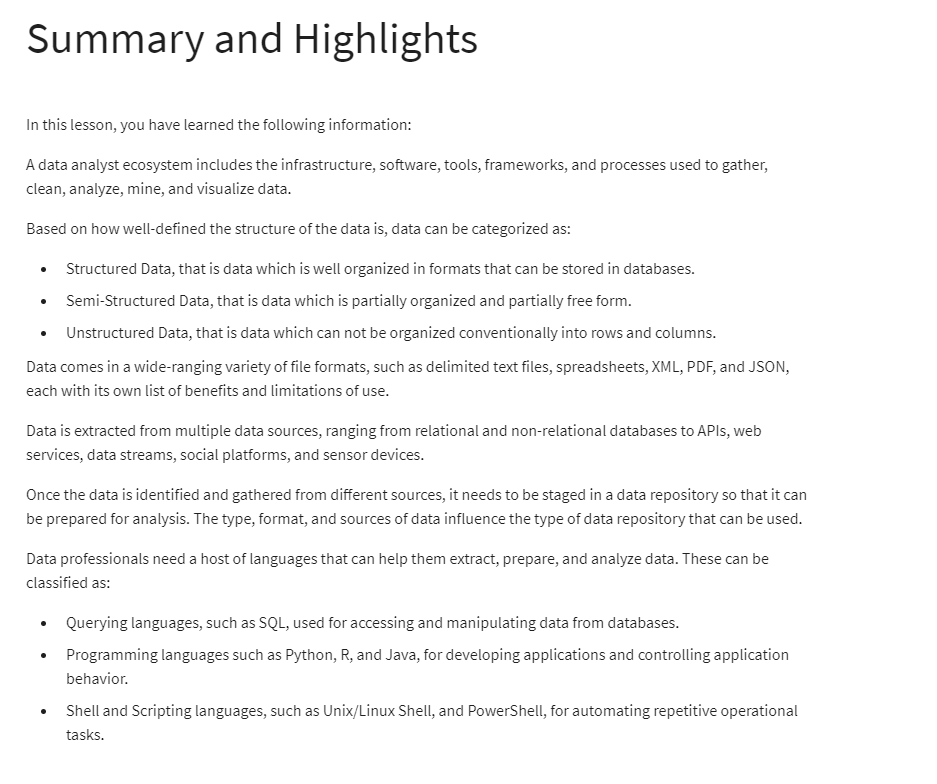 Summary and Highlights
In this lesson, you have learned the following information:
A data analyst ecosystem includes the infrastructure, software, tools, frameworks, and processes used to gather,
clean, analyze, mine, and visualize data.
Based on how well-defined the structure of the data is, data can be categorized as:
• Structured Data, that is data which is well organized in formats that can be stored in databases.
• Semi-Structured Data, that is data which is partially organized and partially free form.
• Unstructured Data, that is data which can not be organized conventionally into rows and columns.
Data comes in a wide-ranging variety of file formats, such as delimited text files, spreadsheets, XML, PDF, and JSON,
each with its own list of benefits and limitations of use.
Data is extracted from multiple data sources, ranging from relational and non-relational databases to APIs, web
services, data streams, social platforms, and sensor devices.
Once the data is identified and gathered from different sources, it needs to be staged in a data repository so that it can
be prepared for analysis. The type, format, and sources of data influence the type of data repository that can be used.
Data professionals need a host of languages that can help them extract, prepare, and analyze data. These can be
classified as:
• Querying languages, such as SQL, used for accessing and manipulating data from databases.
• Programming languages such as Python, R, and Java, for developing applications and controlling application
behavior.
• Shell and Scripting languages, such as Unix/Linux Shell, and PowerShell, for automating repetitive operational
tasks.